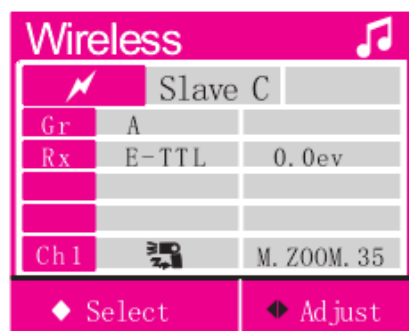 Wireless
Slave C
Gr A
Rx E-TTL 0.0ev
Ch1 M.ZOOM.35
Select Adjust